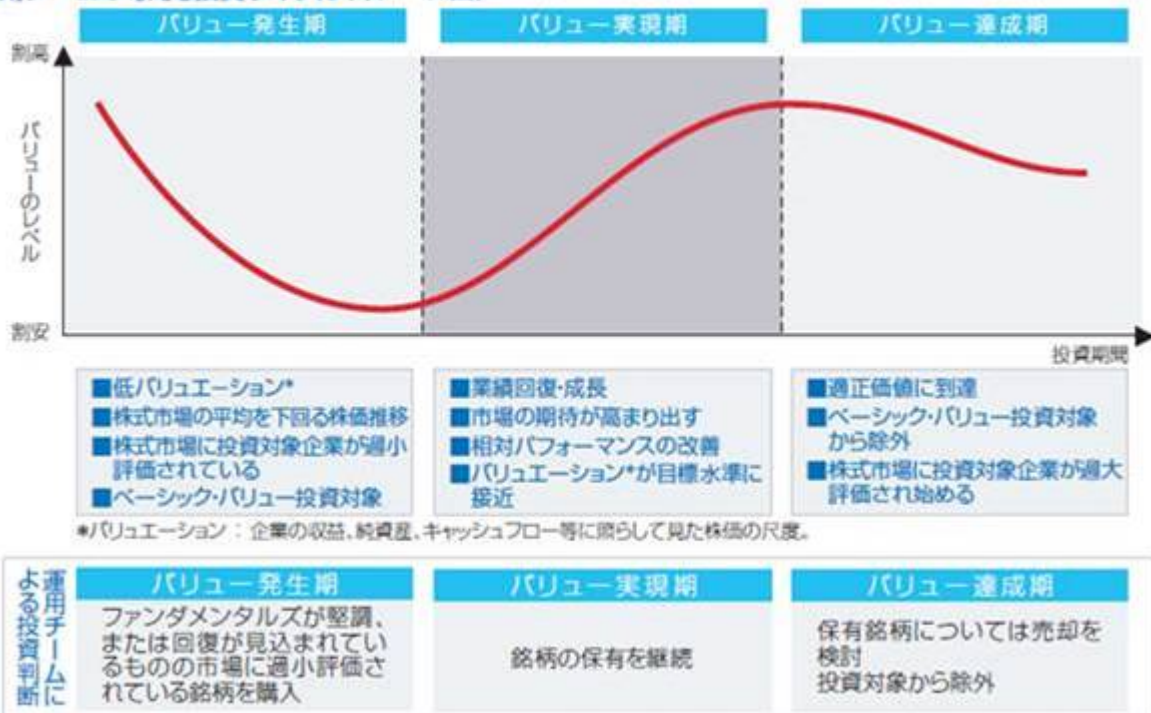 バリュー発生期
バリュー実現期
バリュー達成期
割高
バリューのレベル
割安
投資期間
■低バリュエーション*
■株式市場の平均を下回る株価推移
■株式市場に投資対象企業が過小
評価されている
■ベーシック・バリュー投資対象
■業績回復・成長
■市場の期待が高まり出す
■相対パフォーマンスの改善
■バリュエーション*が目標水準に
接近
■適正価値に到達
■ベーシック・バリュー投資対象
から除外
■株式市場に投資対象企業が過大
評価され始める
*バリュエーション：企業の収益、純資産、キャッシュフロー等に照らして見た株価の尺度。
運用チームに
よる投資判断
バリュー発生期
ファンダメンタルズが堅調、
または回復が見込まれてい
るものの市場に過小評価さ
れている銘柄を購入
バリュー実現期
銘柄の保有を継続
バリュー達成期
保有銘柄については売却を
検討
投資対象から除外